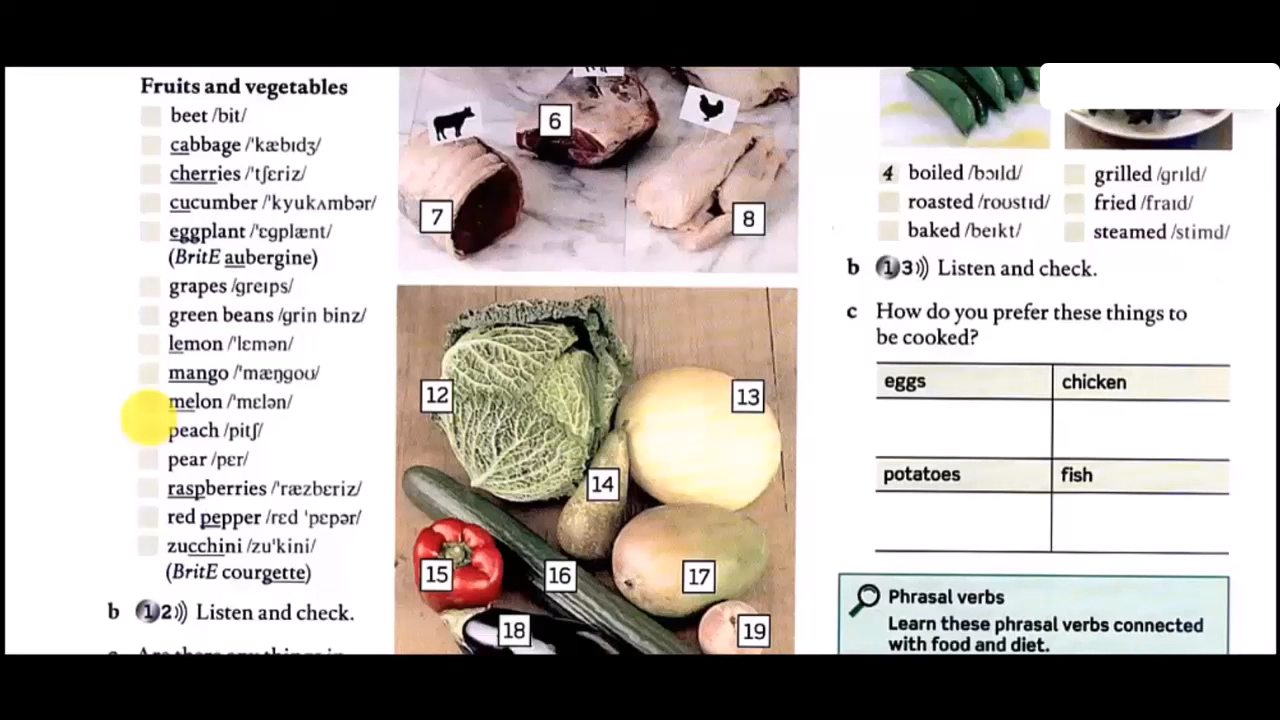 Fruits and vegetables
beet /bit/
cabbage /ˈkæbɪdʒ/
cherries /ˈtʃɛriz/
cucumber /ˈkyukʌmbər/
eggplant /ˈɛgplænt/
(BritE aubergine)
grapes /greɪps/
green beans /grin binz/
lemon /ˈlɛmən/
mango /ˈmæŋgoʊ/
melon /ˈmɛlən/
peach /pitʃ/
pear /pɛr/
raspberries /ˈræzbɛriz/
red pepper /rɛd ˈpɛpər/
zucchini /zuˈkini/
(BritE courgette)
b 1 2 Listen and check.
6
7
8
12
13
14
15
16
17
18
19
4 boiled /bɔɪld/
roasted /roʊstɪd/
baked /beɪkt/
grilled /grɪld/
fried /fraɪd/
steamed /stimd/
b 1 3 Listen and check.
c How do you prefer these things to
be cooked?
eggs chicken
potatoes fish
Phrasal verbs
Learn these phrasal verbs connected
with food and diet.